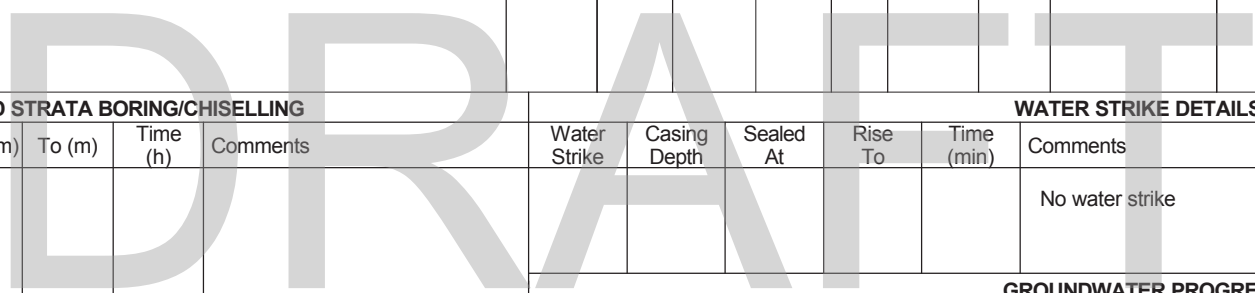 DRAFT
STRATA BORING/CHISELLING
WATER STRIKE DETAILS
m) To (m) Time (h) Comments
Water Strike Casing Depth Sealed At Rise To Time (min) Comments
No water strike
GROUNDWATER